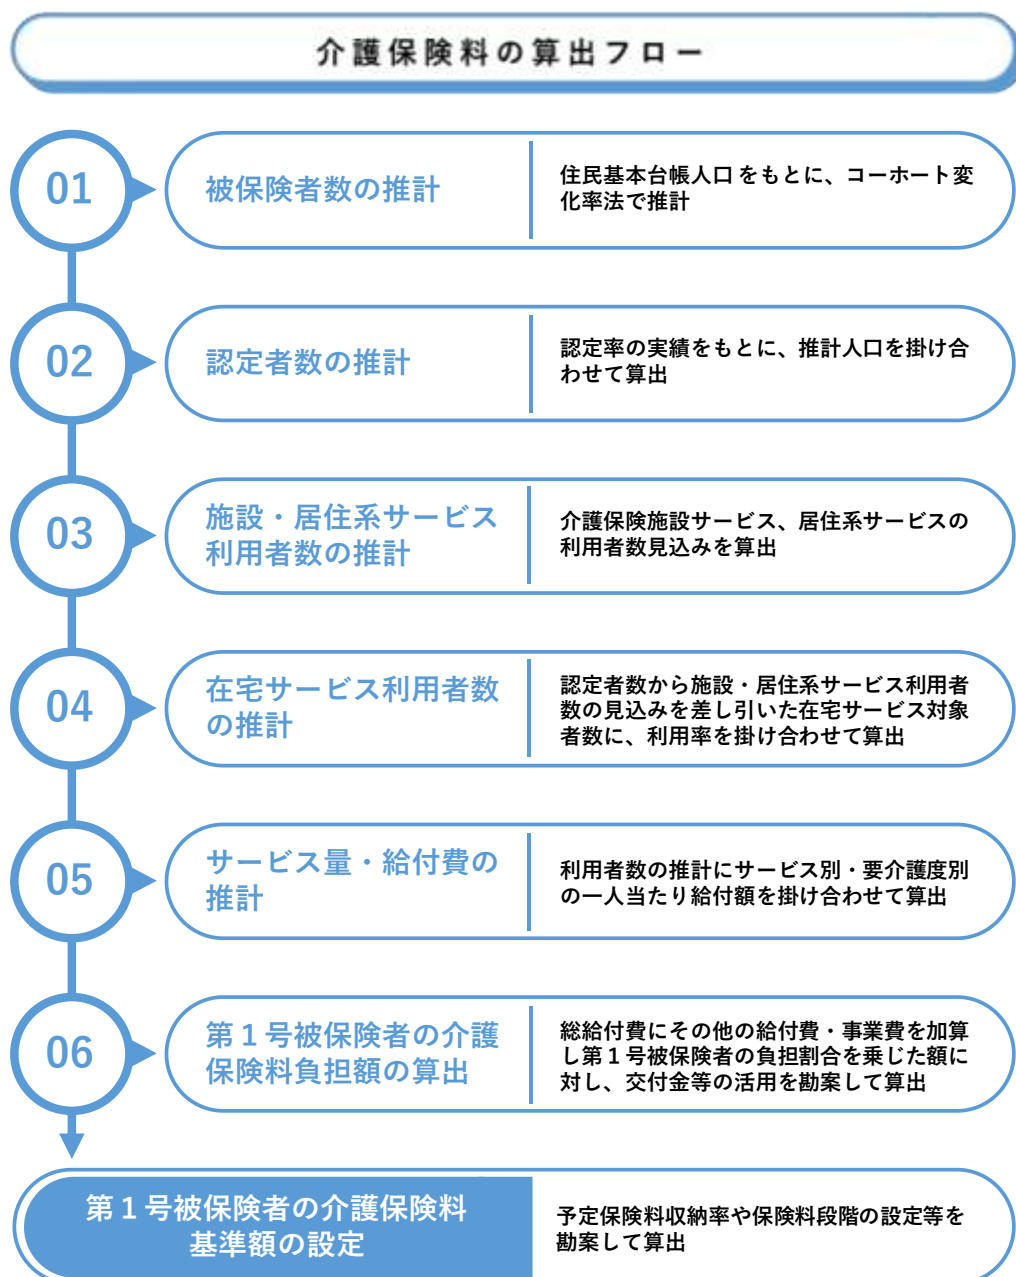 介護保険料の算出フロー
01
被保険者数の推計
住民基本台帳人口をもとに、コーホート変
化率法で推計
02
認定者数の推計
認定率の実績をもとに、推計人口を掛け合
わせて算出
03
施設・居住系サービス
利用者数の推計
介護保険施設サービス、居住系サービスの
利用者数見込みを算出
04
在宅サービス利用者数
の推計
認定者数から施設・居住系サービス利用者
数の見込みを差し引いた在宅サービス対象
者数に、利用率を掛け合わせて算出
05
サービス量・給付費の
推計
利用者数の推計にサービス別・要介護度別
の一人当たり給付額を掛け合わせて算出
06
第１号被保険者の介護
保険料負担額の算出
総給付費にその他の給付費・事業費を加算
し第１号被保険者の負担割合を乗じた額に
対し、交付金等の活用を勘案して算出
第１号被保険者の介護保険料
基準額の設定
予定保険料収納率や保険料段階の設定等を
勘案して算出